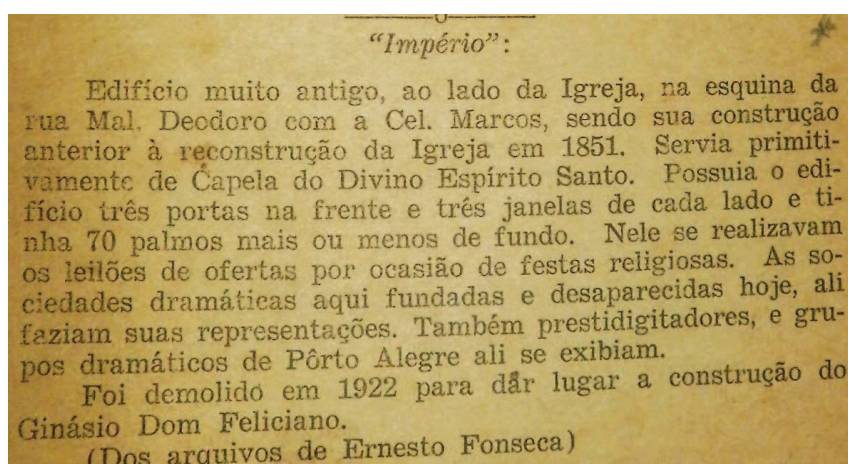 "Império":
Edifício muito antigo, ao lado da Igreja, na esquina da
rua Mal. Deodoro com a Cel. Marcos, sendo sua construção
anterior à reconstrução da Igreja em 1851. Servia primiti-
vamente de Capela do Divino Espírito Santo. Possuia o edi-
fício três portas na frente e três janelas de cada lado e ti-
nha 70 palmos mais ou menos de fundo. Nele se realizavam
os leilões de ofertas por ocasião de festas religiosas. As so-
ciedades dramáticas aqui fundadas e desaparecidas hoje, ali
faziam suas representações. Também prestidigitadores, e gru-
pos dramáticos de Pôrto Alegre ali se exibiam.
Foi demolido em 1922 para dar lugar a construção do
Ginásio Dom Feliciano.
(Dos arquivos de Ernesto Fonseca)